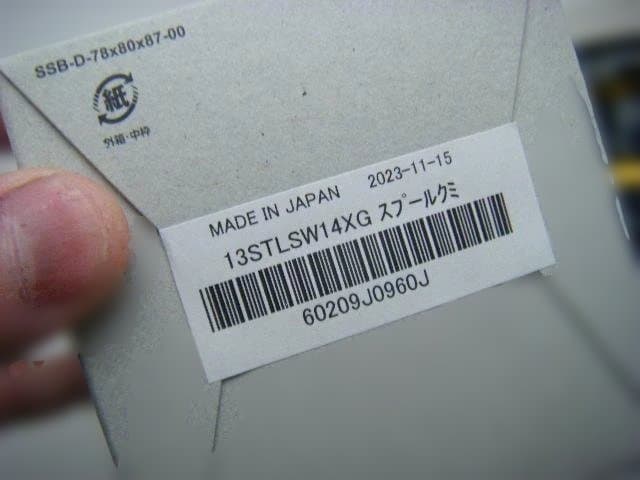 SSB-D-78x80x87-00
紙
外箱・中枠
MADE IN JAPAN 2023-11-15
13STLSW14XG スプールクミ
60209J0960J